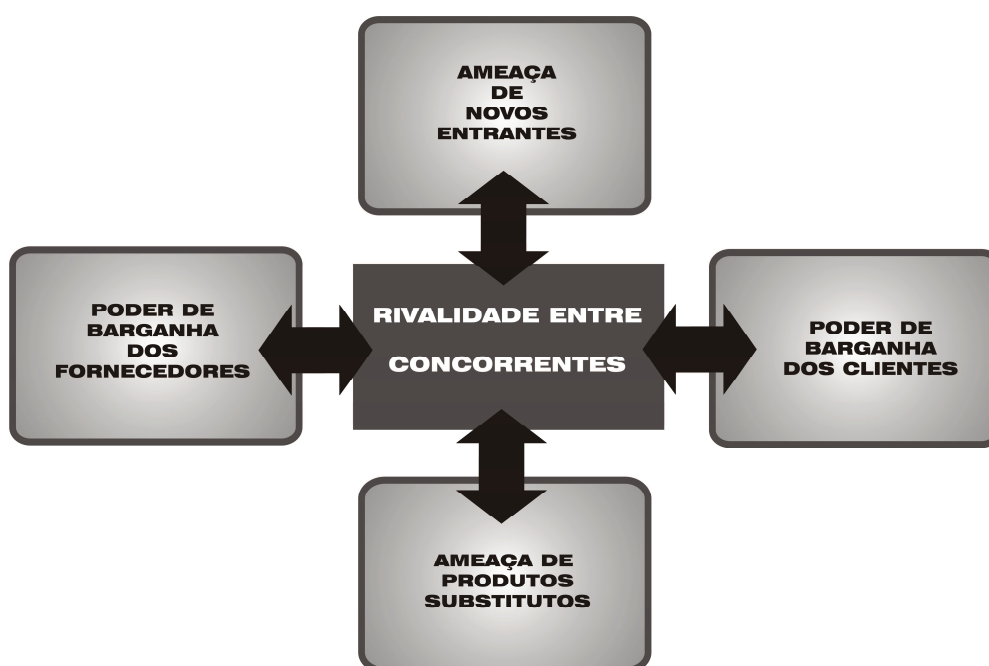 AMEAÇA
DE
NOVOS
ENTRANTES
PODER DE
BARGANHA
DOS
FORNECEDORES
RIVALIDADE ENTRE
CONCORRENTES
PODER DE
BARGANHA
DOS CLIENTES
AMEAÇA DE
PRODUTOS
SUBSTITUTOS